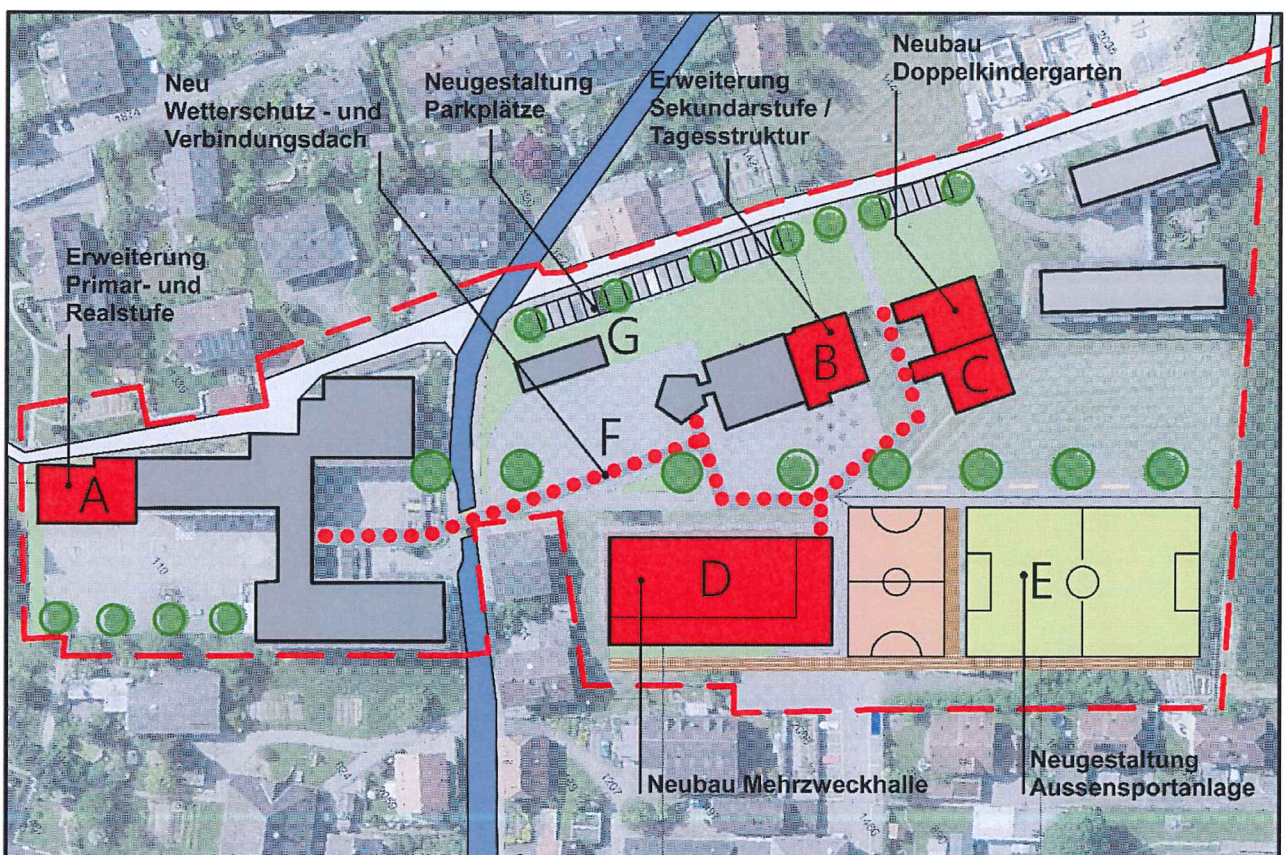 Neu
Wetterschutz - und
Verbindungsdach
Neugestaltung
Parkplätze
Erweiterung
Sekundarstufe /
Tagesstruktur
Neubau
Doppelkindergarten
Erweiterung
Primar- und
Realstufe
G
B
C
F
A
110
D
E
Neubau Mehrzweckhalle
Neugestaltung
Aussensportanlage